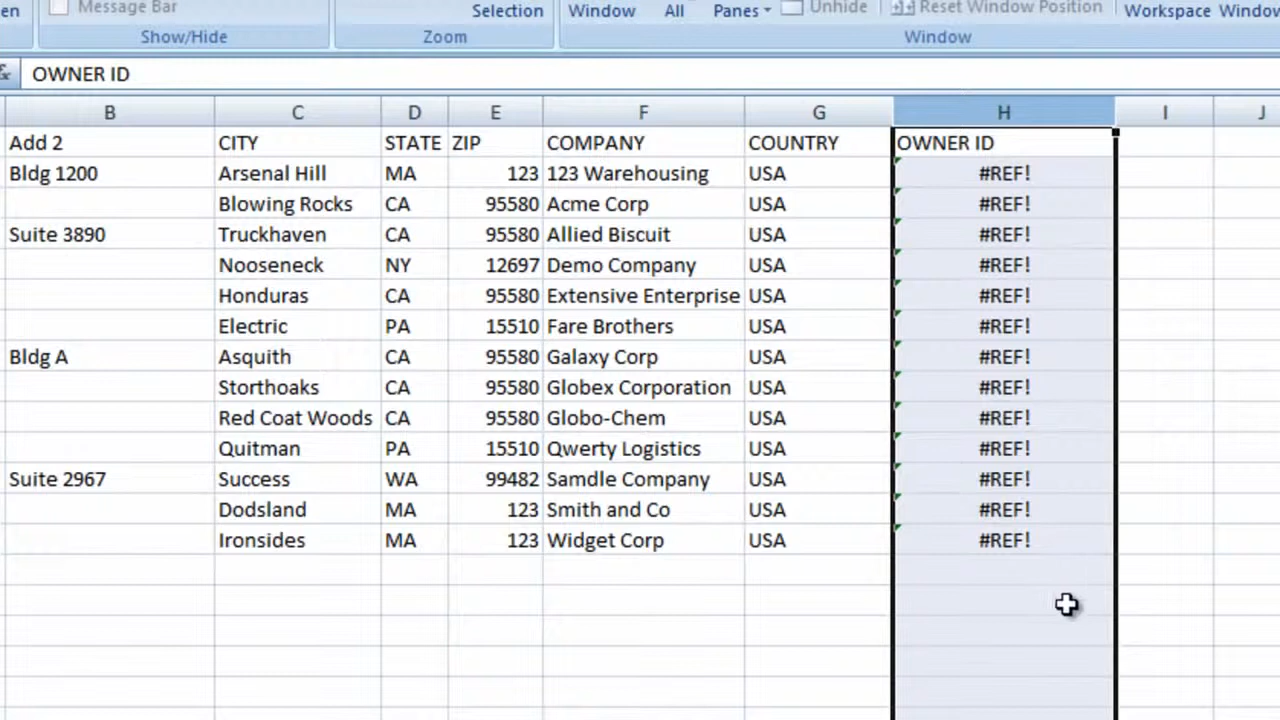 en Message Bar Selection Window All Panes Unhide Reset Window Position Workspace Window
Show/Hide Zoom Window
fx OWNER ID
B C D E F G H I J
Add 2 CITY STATE ZIP COMPANY COUNTRY OWNER ID
Bldg 1200 Arsenal Hill MA 123 123 Warehousing USA #REF!
Blowing Rocks CA 95580 Acme Corp USA #REF!
Suite 3890 Truckhaven CA 95580 Allied Biscuit USA #REF!
Nooseneck NY 12697 Demo Company USA #REF!
Honduras CA 95580 Extensive Enterprise USA #REF!
Electric PA 15510 Fare Brothers USA #REF!
Bldg A Asquith CA 95580 Galaxy Corp USA #REF!
Storthoaks CA 95580 Globex Corporation USA #REF!
Red Coat Woods CA 95580 Globo-Chem USA #REF!
Quitman PA 15510 Qwerty Logistics USA #REF!
Suite 2967 Success WA 99482 Samdle Company USA #REF!
Dodsland MA 123 Smith and Co USA #REF!
Ironsides MA 123 Widget Corp USA #REF!